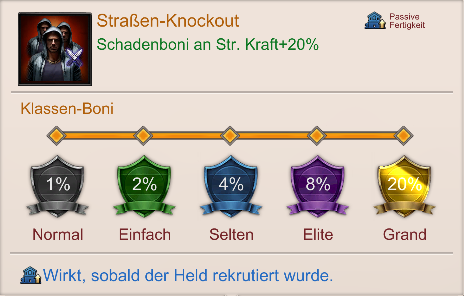 Straßen-Knockout
Schadenboni an Str. Kraft+20%
Passive
Fertigkeit
Klassen-Boni
1% 2% 4% 8% 20%
Normal Einfach Selten Elite Grand
Wirkt, sobald der Held rekrutiert wurde.